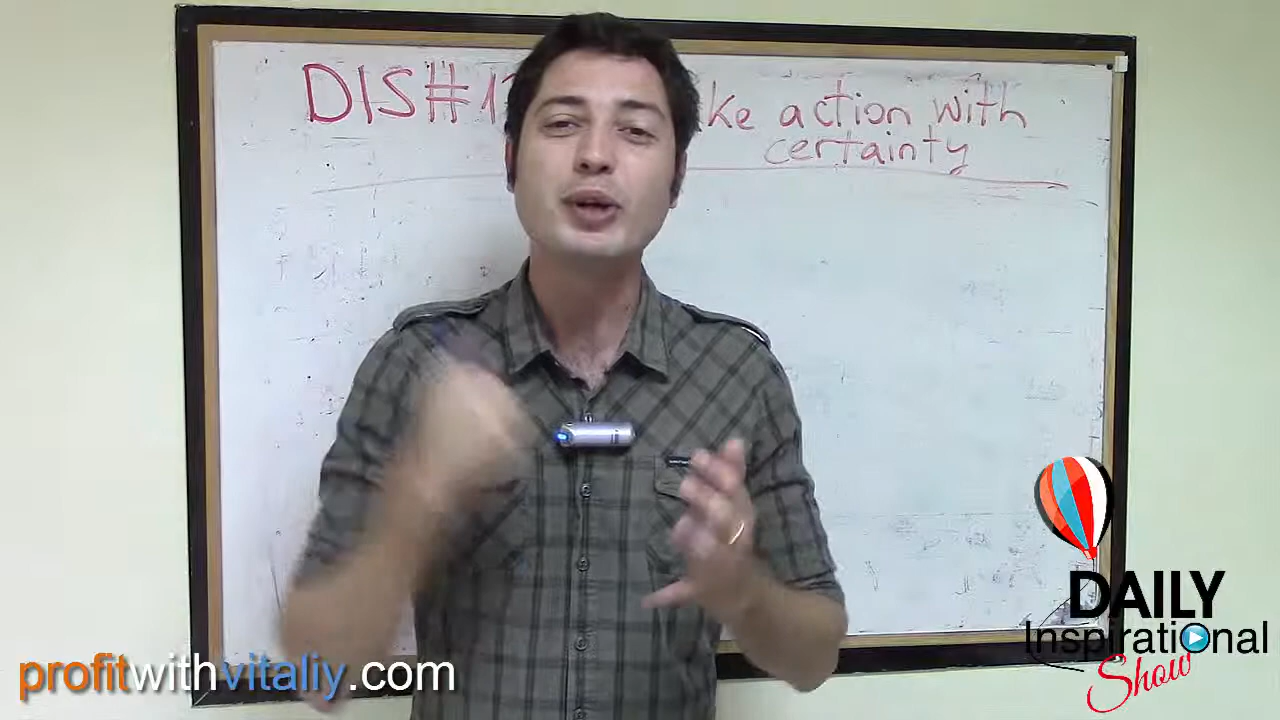 DIS#1 ke action with
certainty
DAILY
Inspirational
Show
profitwithvitaliy.com